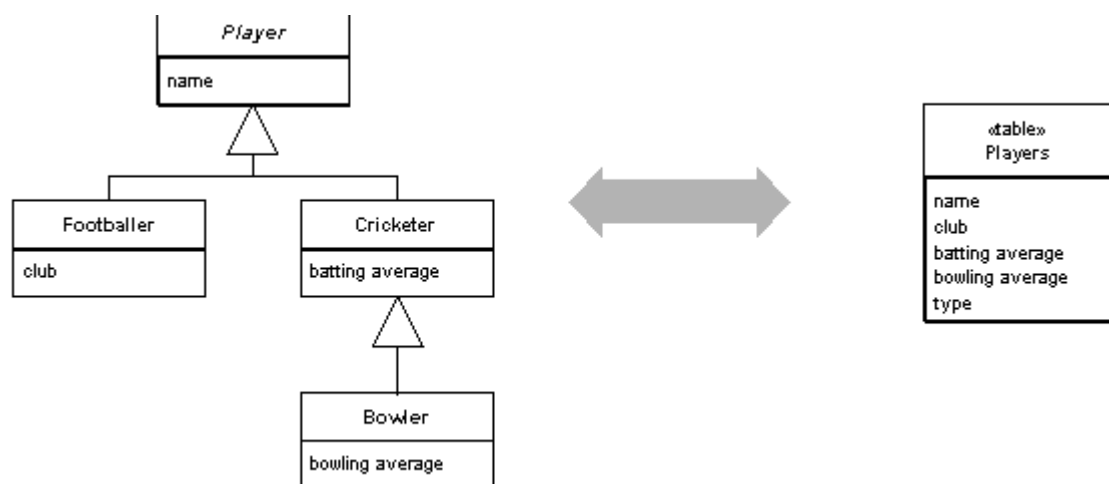 Player
name
Footballer
club
Cricketer
batting average
Bowler
bowling average
«table»
Players
name
club
batting average
bowling average
type